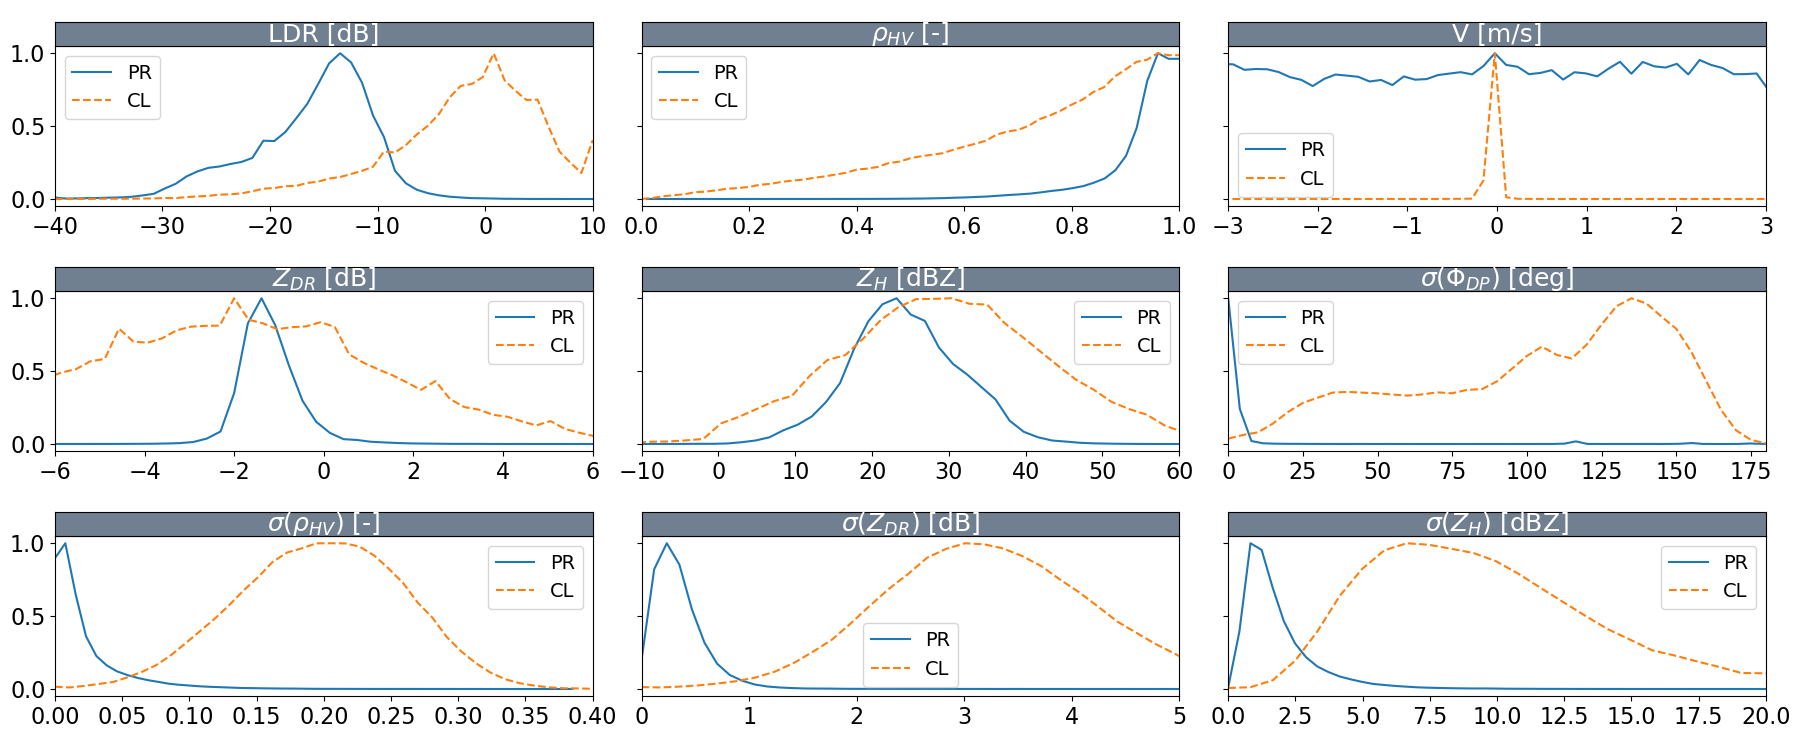 LDR [dB]
ρHV [-]
V [m/s]
1.0
0.5
0.0
PR
CL
PR
CL
PR
CL
−40 −30 −20 −10 0 10
0.0 0.2 0.4 0.6 0.8 1.0
−3 −2 −1 0 1 2 3
ZDR [dB]
ZH [dBZ]
σ(ΦDP) [deg]
1.0
0.5
0.0
PR
CL
PR
CL
PR
CL
−6 −4 −2 0 2 4 6
−10 0 10 20 30 40 50 60
0 25 50 75 100 125 150 175
σ(ρHV) [-]
σ(ZDR) [dB]
σ(ZH) [dBZ]
1.0
0.5
0.0
PR
CL
PR
CL
PR
CL
0.00 0.05 0.10 0.15 0.20 0.25 0.30 0.35 0.40
0 1 2 3 4 5
0.0 2.5 5.0 7.5 10.0 12.5 15.0 17.5 20.0